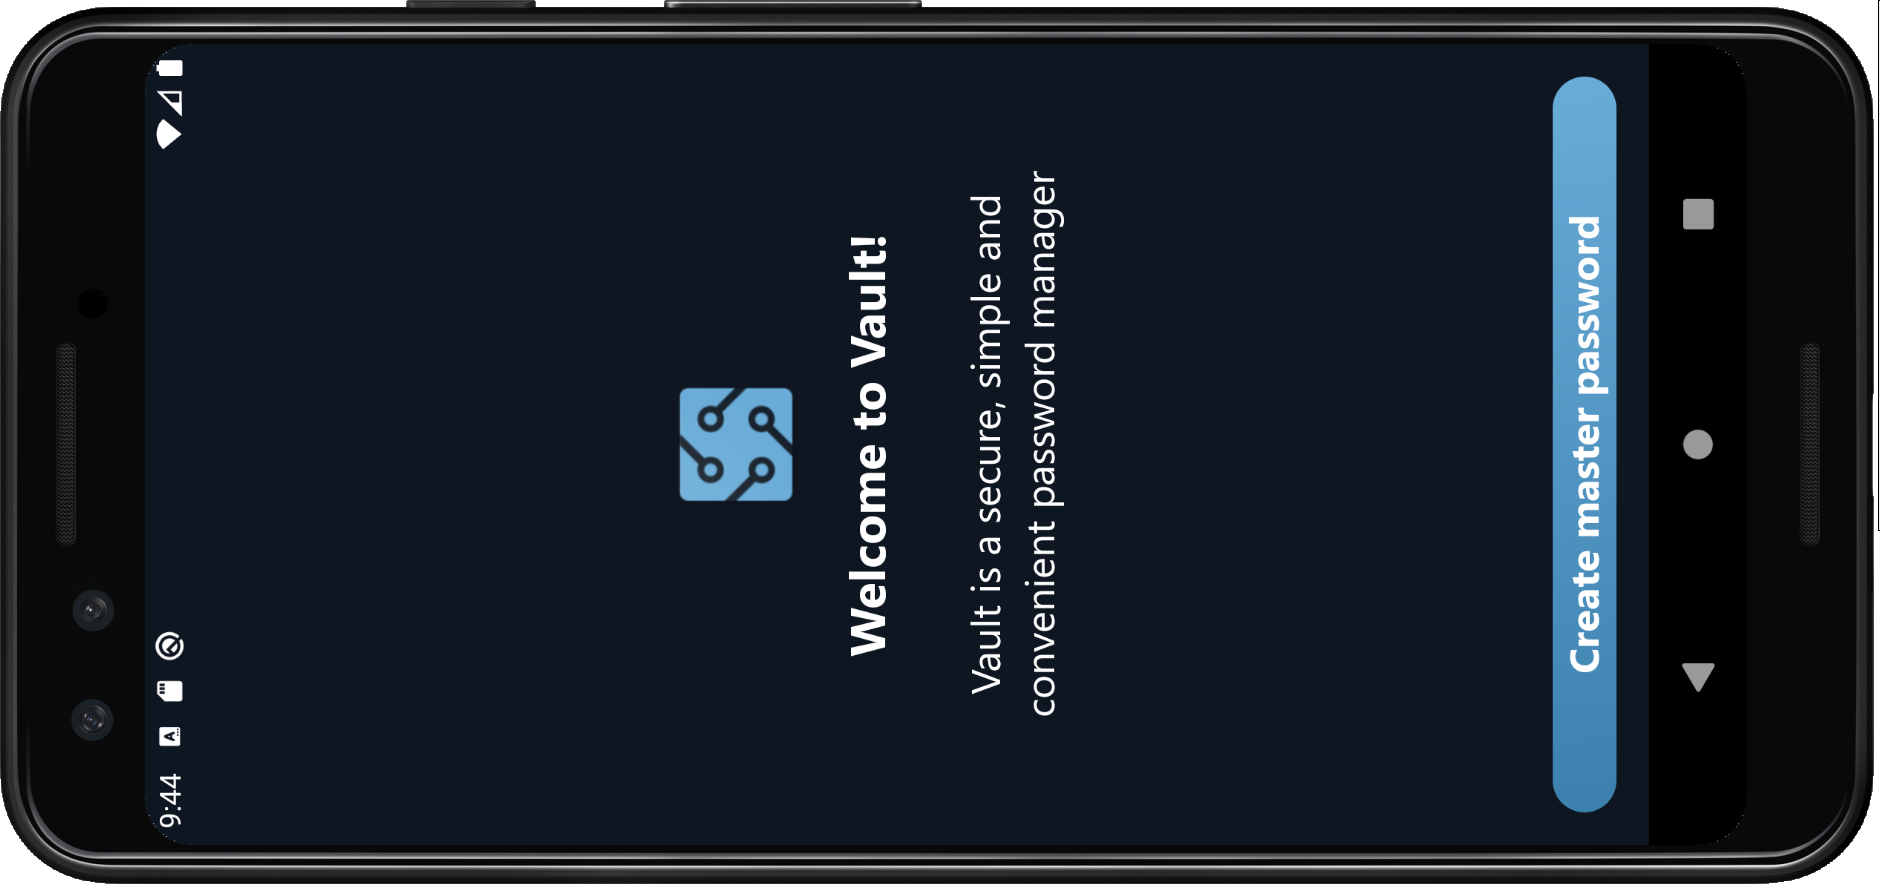 9:44
Welcome to Vault!
Vault is a secure, simple and
convenient password manager
Create master password